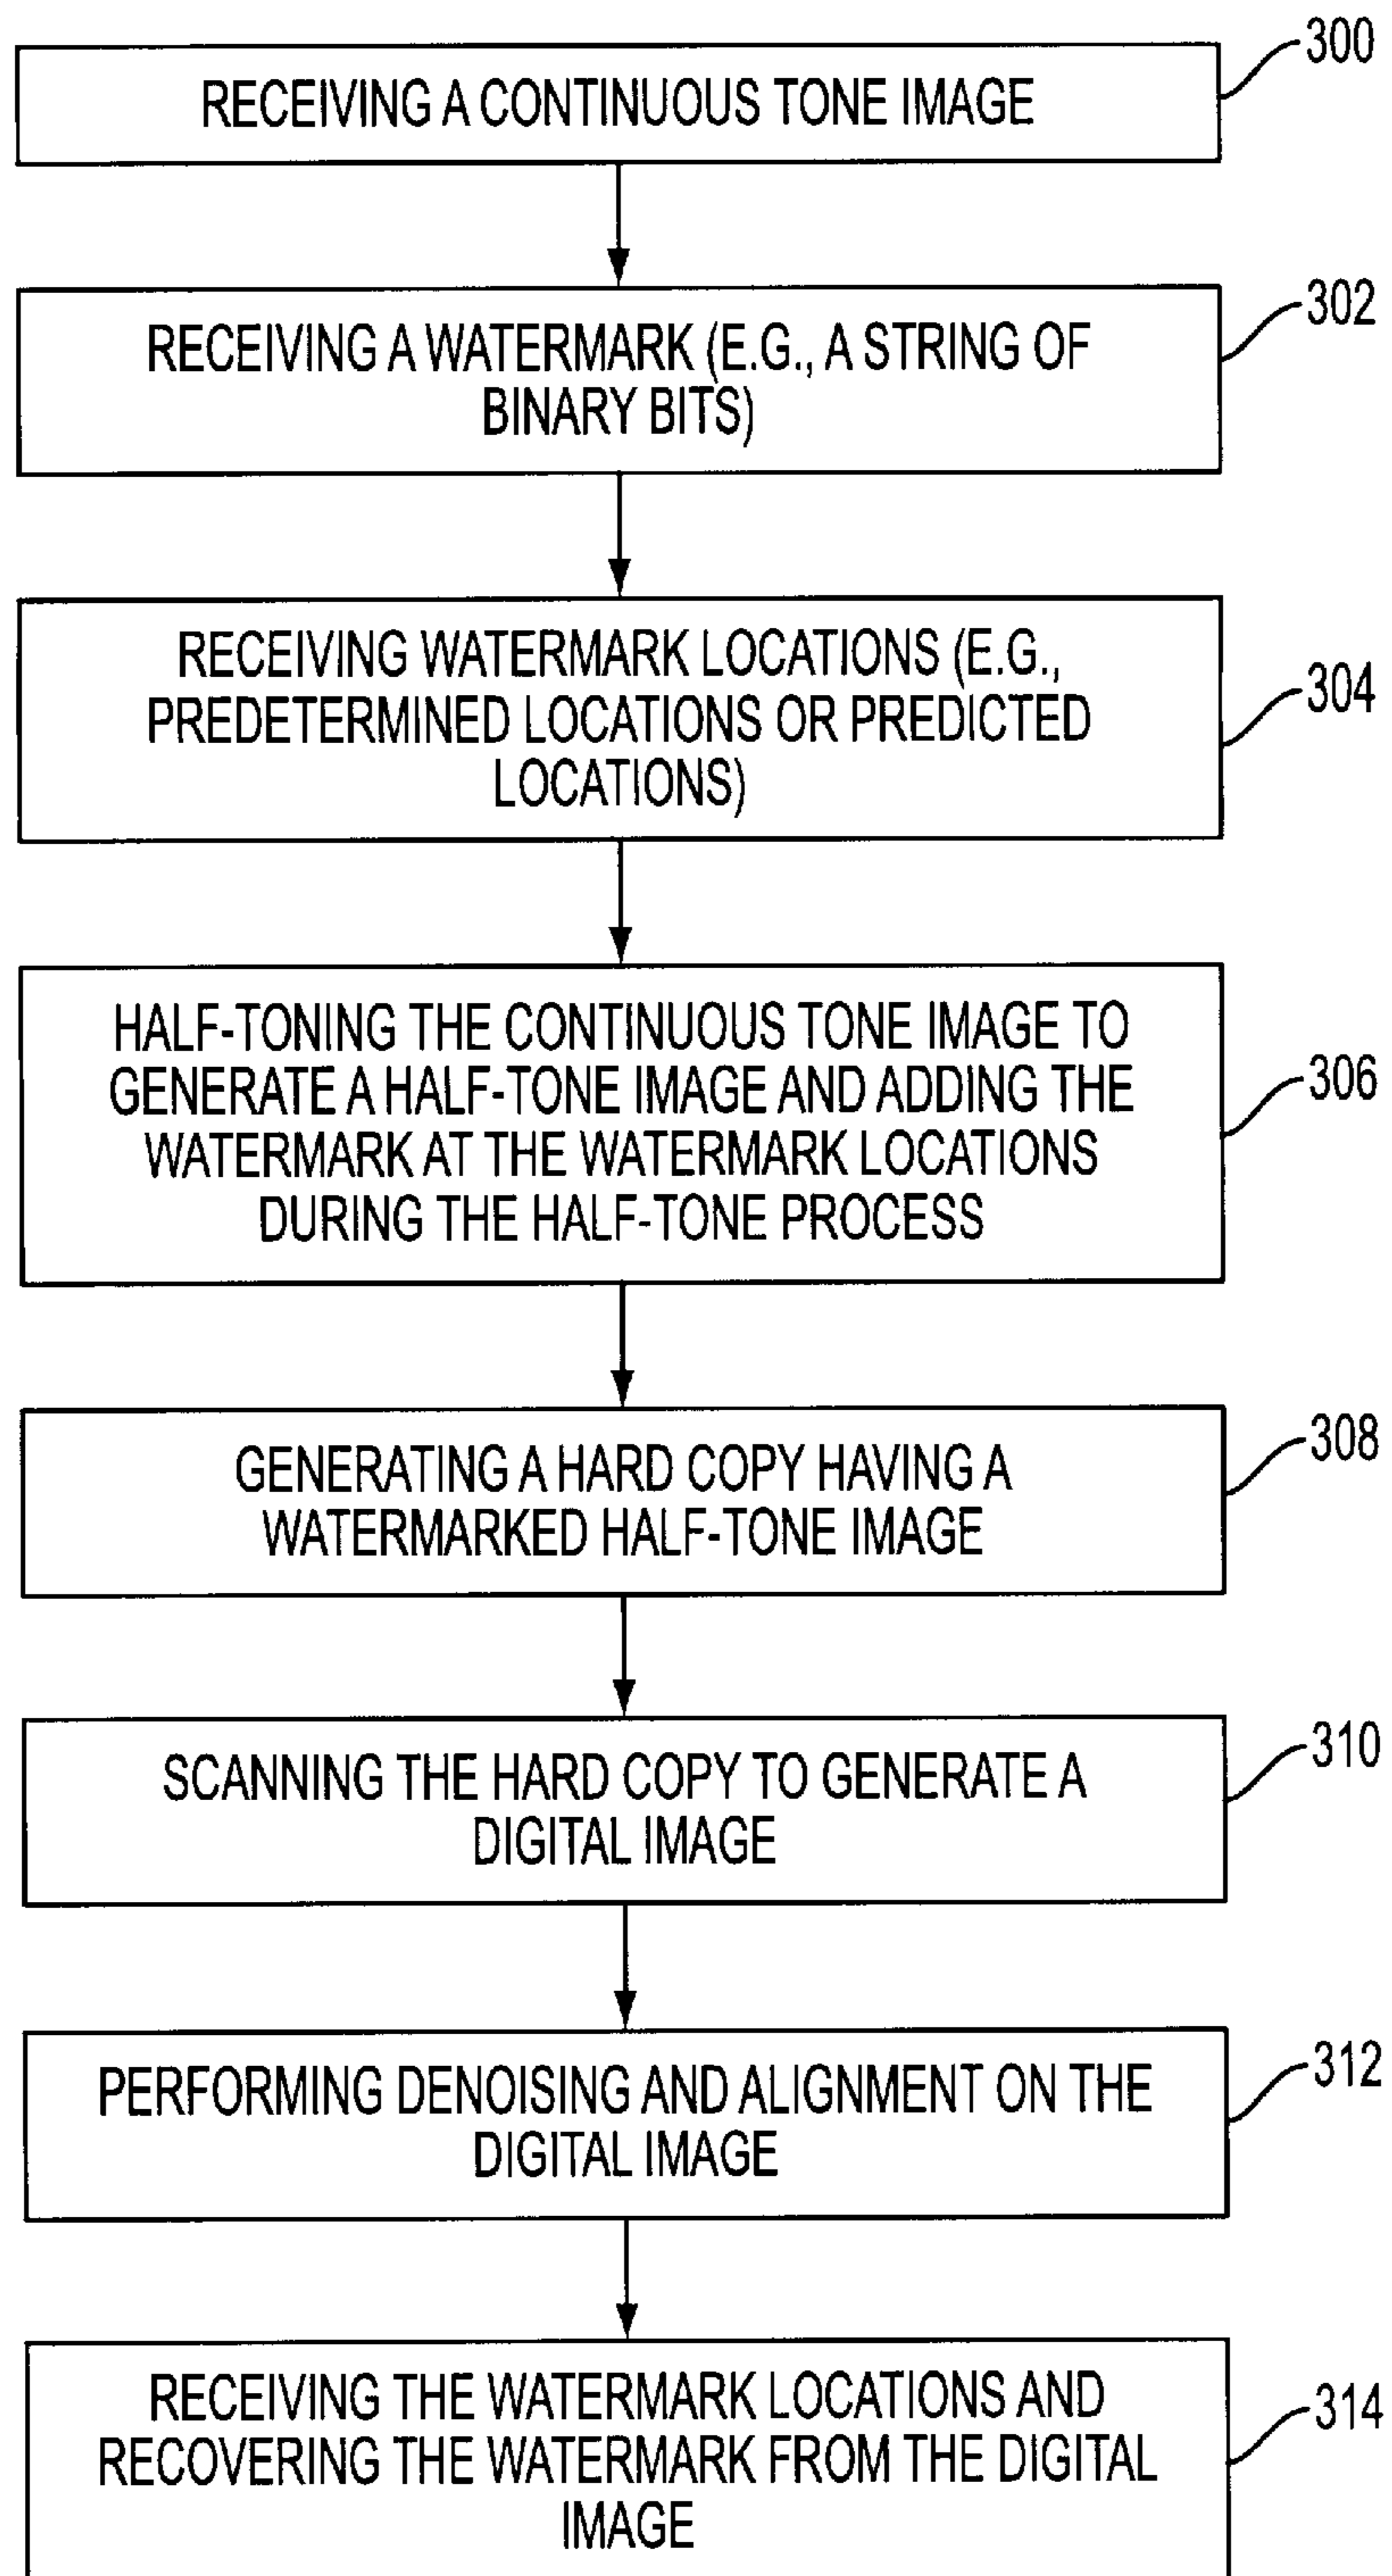 300
RECEIVING A CONTINUOUS TONE IMAGE
302
RECEIVING A WATERMARK (E.G., A STRING OF
BINARY BITS)
304
RECEIVING WATERMARK LOCATIONS (E.G.,
PREDETERMINED LOCATIONS OR PREDICTED
LOCATIONS)
306
HALF-TONING THE CONTINUOUS TONE IMAGE TO
GENERATE A HALF-TONE IMAGE AND ADDING THE
WATERMARK AT THE WATERMARK LOCATIONS
DURING THE HALF-TONE PROCESS
308
GENERATING A HARD COPY HAVING A
WATERMARKED HALF-TONE IMAGE
310
SCANNING THE HARD COPY TO GENERATE A
DIGITAL IMAGE
312
PERFORMING DENOISING AND ALIGNMENT ON THE
DIGITAL IMAGE
314
RECEIVING THE WATERMARK LOCATIONS AND
RECOVERING THE WATERMARK FROM THE DIGITAL
IMAGE